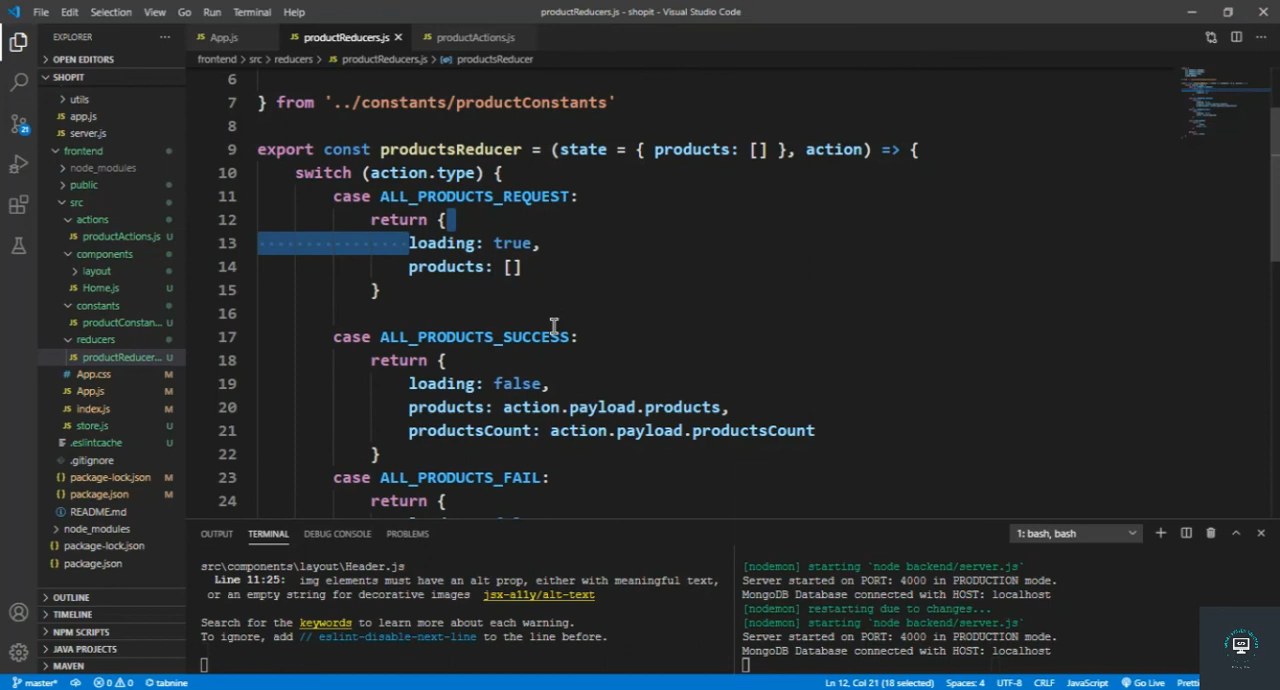 File Edit Selection View Go Run Terminal Help
productReducers.js - shopit - Visual Studio Code
EXPLORER
App.js
productReducers.js
productActions.js
OPEN EDITORS
frontend > src > reducers > JS productReducers.js > productsReducer
SHOPIT
utils
app.js
server.js
frontend
node_modules
public
src
actions
productActions.js U
components
layout
Home.js U
constants
productConstan... U
reducers
productReducer... U
App.css M
App.js M
index.js M
store.js U
.eslintcache U
.gitignore
package-lock.json M
package.json M
README.md
node_modules
package-lock.json
package.json
OUTLINE
TIMELINE
NPM SCRIPTS
JAVA PROJECTS
MAVEN
21
6
7 } from '../constants/productConstants'
8
9 export const productsReducer = (state = { products: [] }, action) => {
10 switch (action.type) {
11 case ALL_PRODUCTS_REQUEST:
12 return {
13 loading: true,
14 products: []
15 }
16
17 case ALL_PRODUCTS_SUCCESS:
18 return {
19 loading: false,
20 products: action.payload.products,
21 productsCount: action.payload.productsCount
22 }
23 case ALL_PRODUCTS_FAIL:
24 return {
OUTPUT TERMINAL DEBUG CONSOLE PROBLEMS
1: bash, bash
src\components\layout\Header.js
Line 11:25: img elements must have an alt prop, either with meaningful text,
or an empty string for decorative images jsx-a11y/alt-text
Search for the keywords to learn more about each warning.
To ignore, add // eslint-disable-next-line to the line before.
[nodemon] starting `node backend/server.js`
Server started on PORT: 4000 in PRODUCTION mode.
MongoDB Database connected with HOST: localhost
[nodemon] restarting due to changes...
[nodemon] starting `node backend/server.js`
Server started on PORT: 4000 in PRODUCTION mode.
MongoDB Database connected with HOST: localhost
master* 0 0 tabnine
Ln 12, Col 21 (18 selected) Spaces: 4 UTF-8 CRLF JavaScript Go Live Pretti